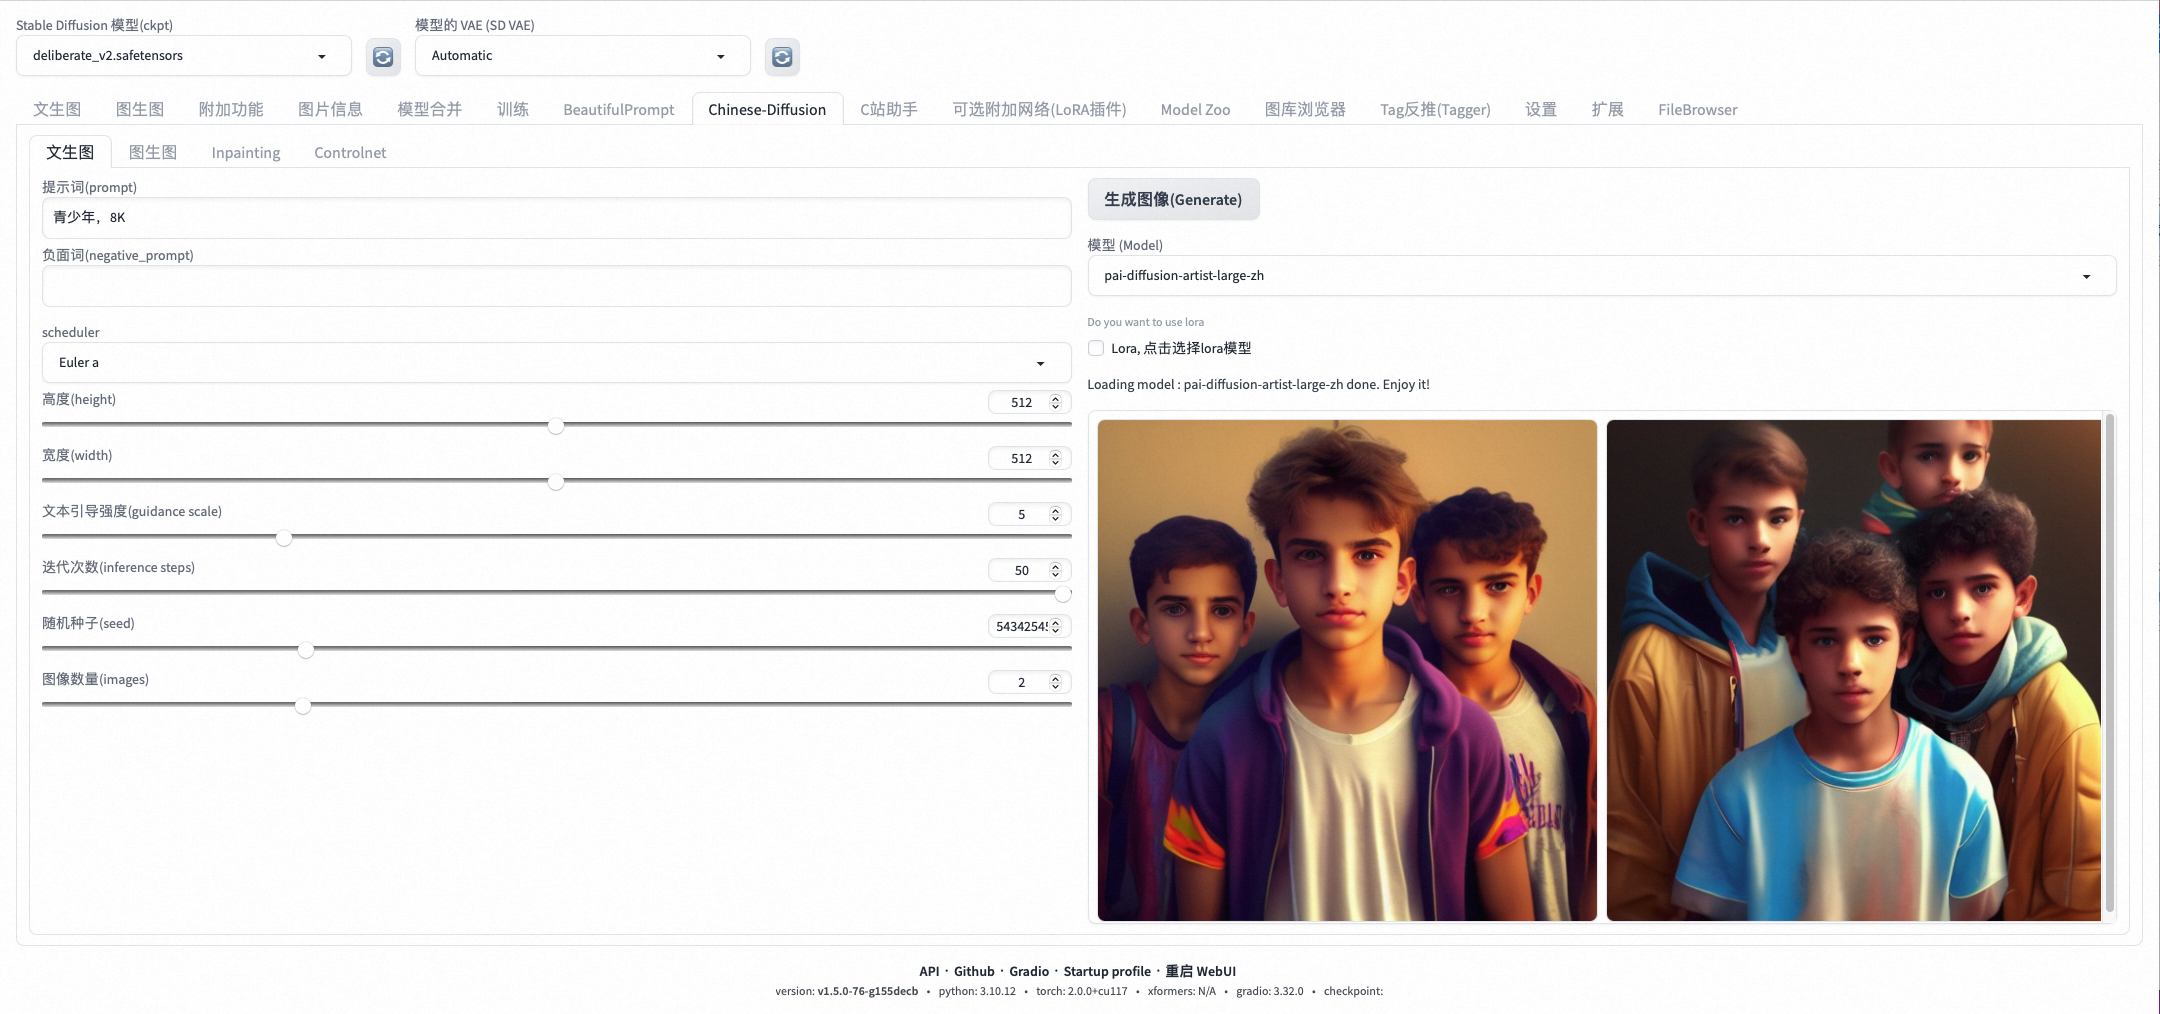 Stable Diffusion 模型(ckpt)
模型的 VAE (SD VAE)
deliberate_v2.safetensors
Automatic
文生图 图生图 附加功能 图片信息 模型合并 训练 BeautifulPrompt Chinese-Diffusion C站助手 可选附加网络(LoRA插件) Model Zoo 图库浏览器 Tag反推(Tagger) 设置 扩展 FileBrowser
文生图 图生图 Inpainting Controlnet
提示词(prompt)
青少年，8K
负面词(negative_prompt)
scheduler
Euler a
高度(height)
512
宽度(width)
512
文本引导强度(guidance scale)
5
迭代次数(inference steps)
50
随机种子(seed)
图像数量(images)
2
生成图像(Generate)
模型 (Model)
pai-diffusion-artist-large-zh
Do you want to use lora
Lora, 点击选择lora模型
Loading model : pai-diffusion-artist-large-zh done. Enjoy it!
API · Github · Gradio · Startup profile · 重启 WebUI
version: v1.5.0-76-g155decb • python: 3.10.12 • torch: 2.0.0+cu117 • xformers: N/A • gradio: 3.32.0 • checkpoint: